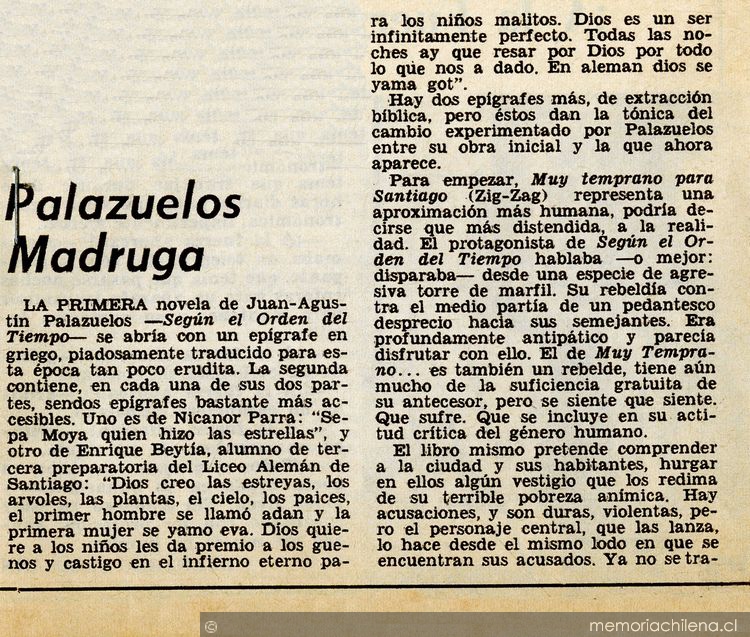 Palazuelos
Madruga
LA PRIMERA novela de Juan-Agus-
tín Palazuelos —Según el Orden del
Tiempo— se abría con un epígrafe en
griego, piadosamente traducido para es-
ta época tan poco erudita. La segunda
contiene, en cada una de sus dos par-
tes, sendos epígrafes bastante más ac-
cesibles. Uno es de Nicanor Parra: "Se-
pa Moya quien hizo las estrellas", y
otro de Enrique Beytía, alumno de ter-
cera preparatoria del Liceo Alemán de
Santiago: "Dios creo las estreyas, los
arvoles, las plantas, el cielo, los paices,
el primer hombre se llamó adan y la
primera mujer se yamo eva. Dios quie-
re a los niños les da premio a los gue-
nos y castigo en el infierno eterno pa-
ra los niños malitos. Dios es un ser
infinitamente perfecto. Todas las no-
ches ay que resar por Dios por todo
lo que nos a dado. En aleman dios se
yama got".
Hay dos epígrafes más, de extracción
bíblica, pero éstos dan la tónica del
cambio experimentado por Palazuelos
entre su obra inicial y la que ahora
aparece.
Para empezar, Muy temprano para
Santiago (Zig-Zag) representa una
aproximación más humana, podría de-
cirse que más distendida, a la reali-
dad. El protagonista de Según el Or-
den del Tiempo hablaba —o mejor:
disparaba— desde una especie de agre-
siva torre de marfil. Su rebeldía con-
tra el medio partía de un pedantesco
desprecio hacia sus semejantes. Era
profundamente antipático y parecía
disfrutar con ello. El de Muy Tempra-
no... es también un rebelde, tiene aún
mucho de la suficiencia gratuita de
su antecesor, pero se siente que siente.
Que sufre. Que se incluye en su acti-
tud crítica del género humano.
El libro mismo pretende comprender
a la ciudad y sus habitantes, hurgar
en ellos algún vestigio que los redima
de su terrible pobreza anímica. Hay
acusaciones, y son duras, violentas, pe-
ro el personaje central, que las lanza,
lo hace desde el mismo lodo en que se
encuentran sus acusados. Ya no se tra-
© memoriachilena.cl